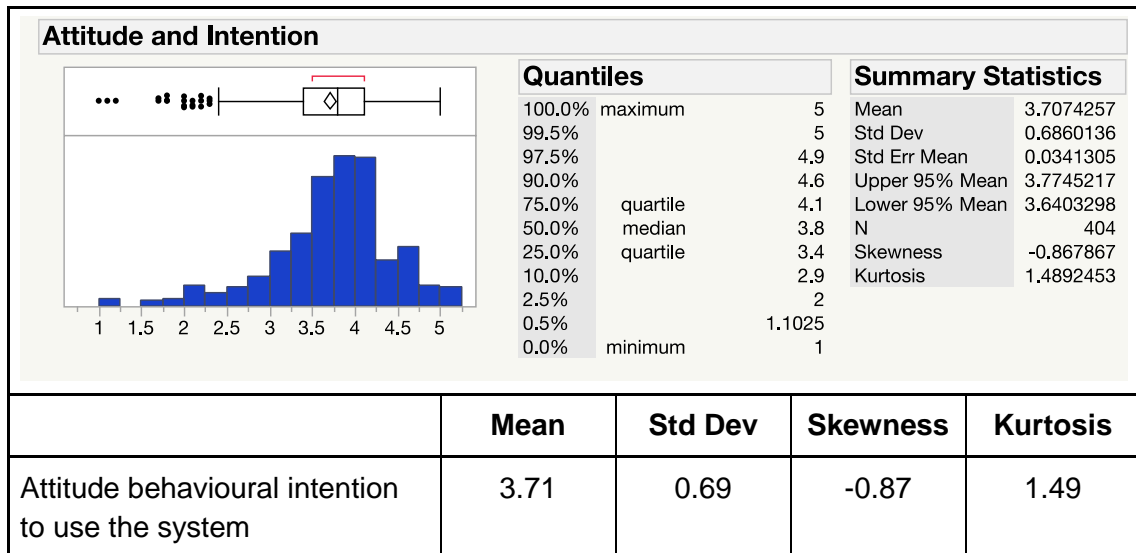 Attitude and Intention
1 1.5 2 2.5 3 3.5 4 4.5 5
Quantiles
100.0% maximum 5
99.5% 5
97.5% 4.9
90.0% 4.6
75.0% quartile 4.1
50.0% median 3.8
25.0% quartile 3.4
10.0% 2.9
2.5% 2
0.5% 1.1025
0.0% minimum 1
Summary Statistics
Mean 3.7074257
Std Dev 0.6860136
Std Err Mean 0.0341305
Upper 95% Mean 3.7745217
Lower 95% Mean 3.6403298
N 404
Skewness -0.867867
Kurtosis 1.4892453
Mean Std Dev Skewness Kurtosis
Attitude behavioural intention 3.71 0.69 -0.87 1.49
to use the system